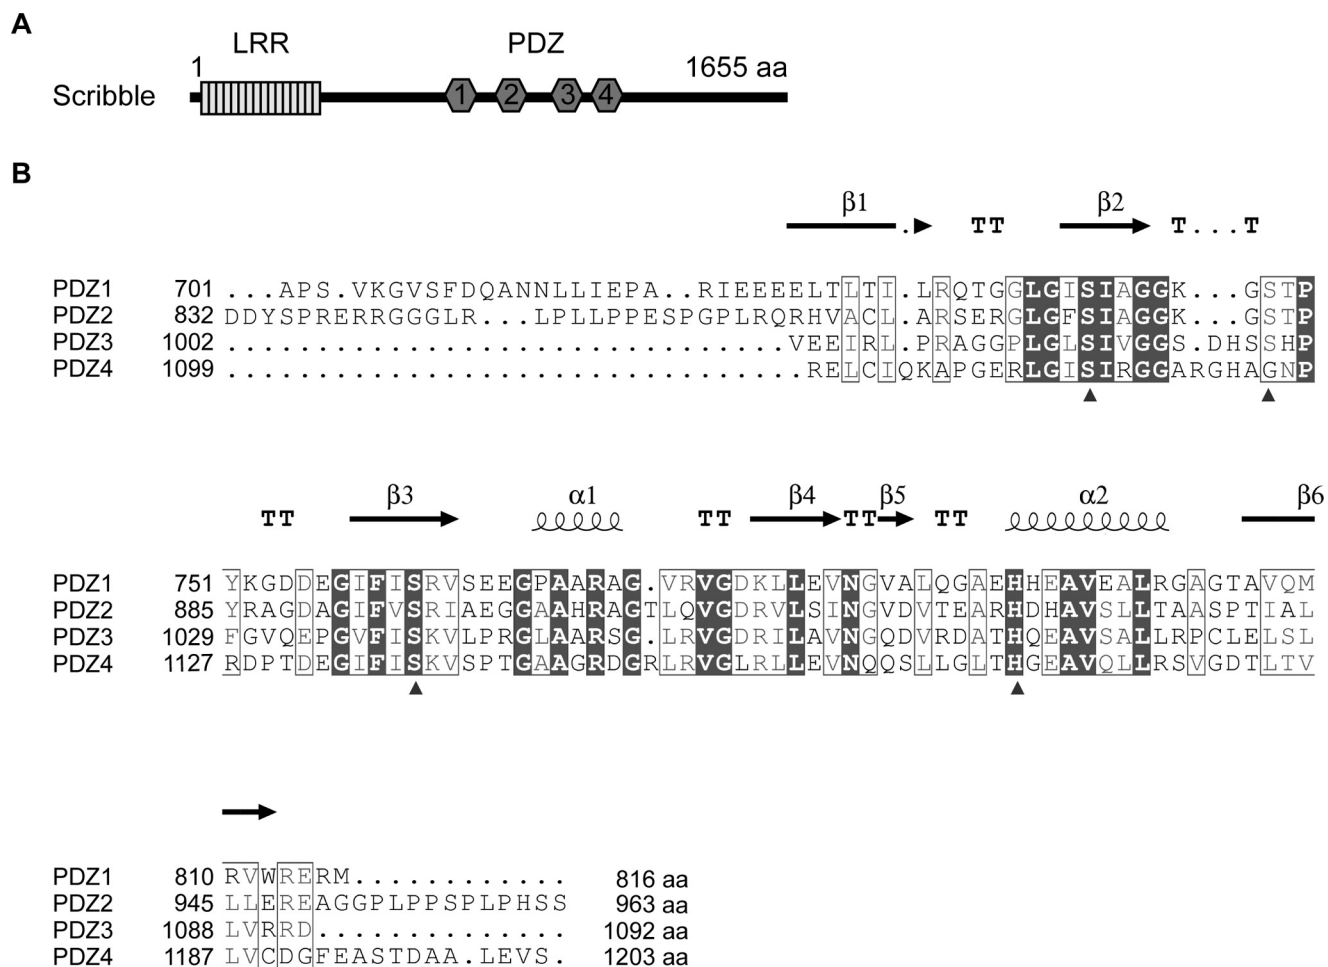 A
LRR PDZ
1 1655 aa
Scribble 1 2 3 4
B
β1 β2
. TT T...T
PDZ1 701 ...APS.VKGVSFDQANNLLIEPA..RIEEEELTLTI.LRQTGGLGISIAGGK...GSTP
PDZ2 832 DDYSPRERRGGGLR...LPLLPPESPGPLRQRHVACL.ARSERGLGFSIAGGK...GSTP
PDZ3 1002 ...............................VEEIRL.PRAGGPLGLSIVGGS.DHSSHP
PDZ4 1099 ................................RELCIQKAPGERLGISIRGGARGHAGNP
β3 α1 β4 β5 α2 β6
TT TT TT TT
PDZ1 751 YKGDDEGIFISRVSEEGPAARAG.VRVGDKLLEVNGVALQGAEHHEAVEALRGAGTAVQM
PDZ2 885 YRAGDAGIFVSRIAEGGAAHRAGTLQVGDRVLSINGVDVTEARHDHAVSLLTAASPTIAL
PDZ3 1029 FGVQEPGVFISKVLPRGLAARSG.LRVGDRILAVNGQDVRDATHQEAVSALLRPCLELSL
PDZ4 1127 RDPTDEGIFISKVSPTGAAGRDGRLRVGLRLLEVNQQSLLGLTHGEAVQLLRSVGDTLTV
PDZ1 810 RVWRERM............ 816 aa
PDZ2 945 LLEREAGGPLPPSPLPHSS 963 aa
PDZ3 1088 LVRRD.............. 1092 aa
PDZ4 1187 LVCDGFEASTDAA.LEVS. 1203 aa